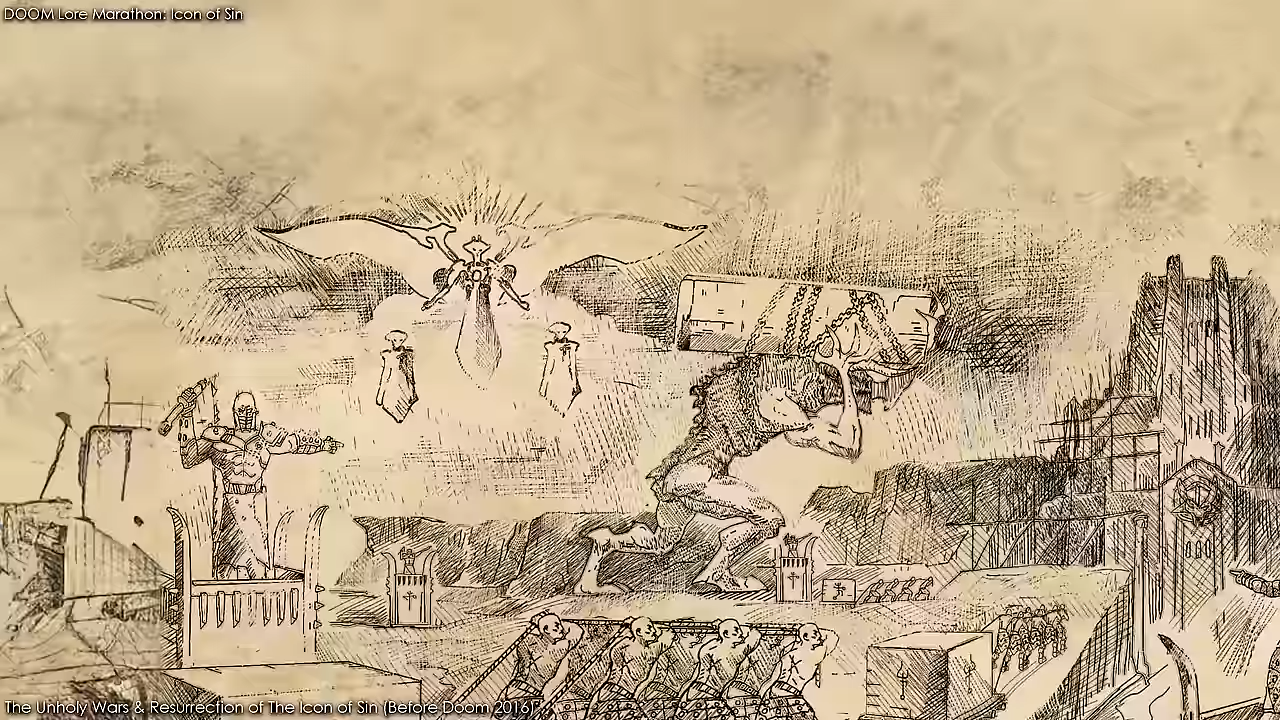 DOOM Lore Marathon: Icon of Sin
The Unholy Wars & Resurrection of The Icon of Sin (Before Doom 2016)